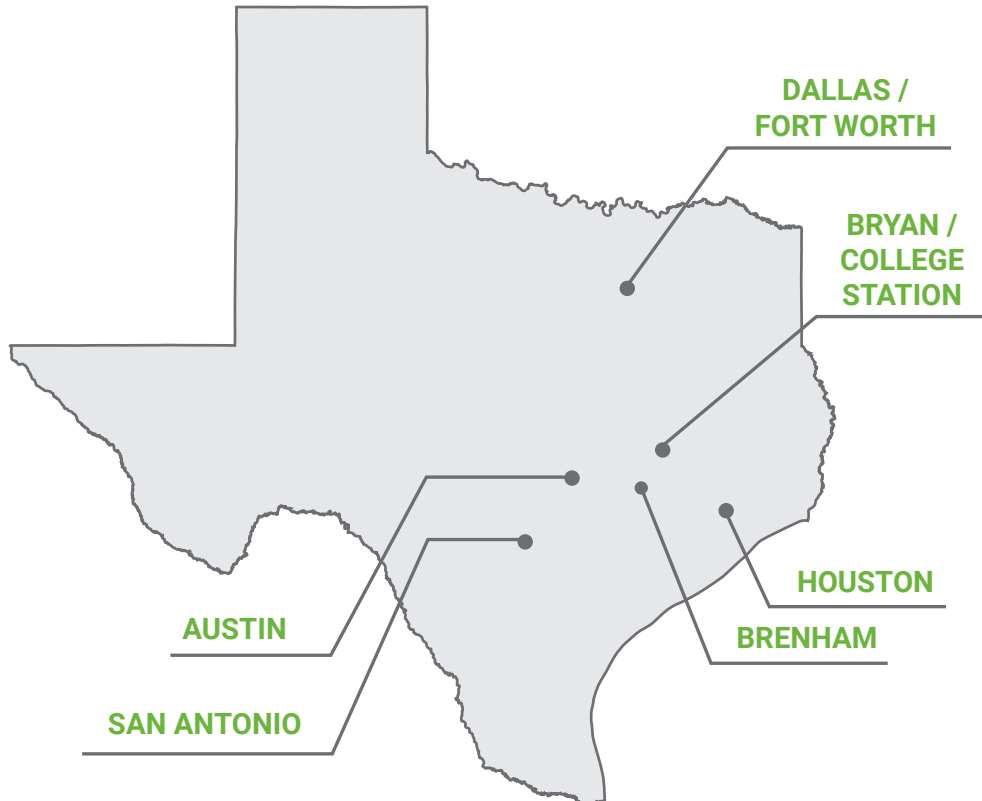 DALLAS /
FORT WORTH
BRYAN /
COLLEGE
STATION
HOUSTON
AUSTIN
BRENHAM
SAN ANTONIO